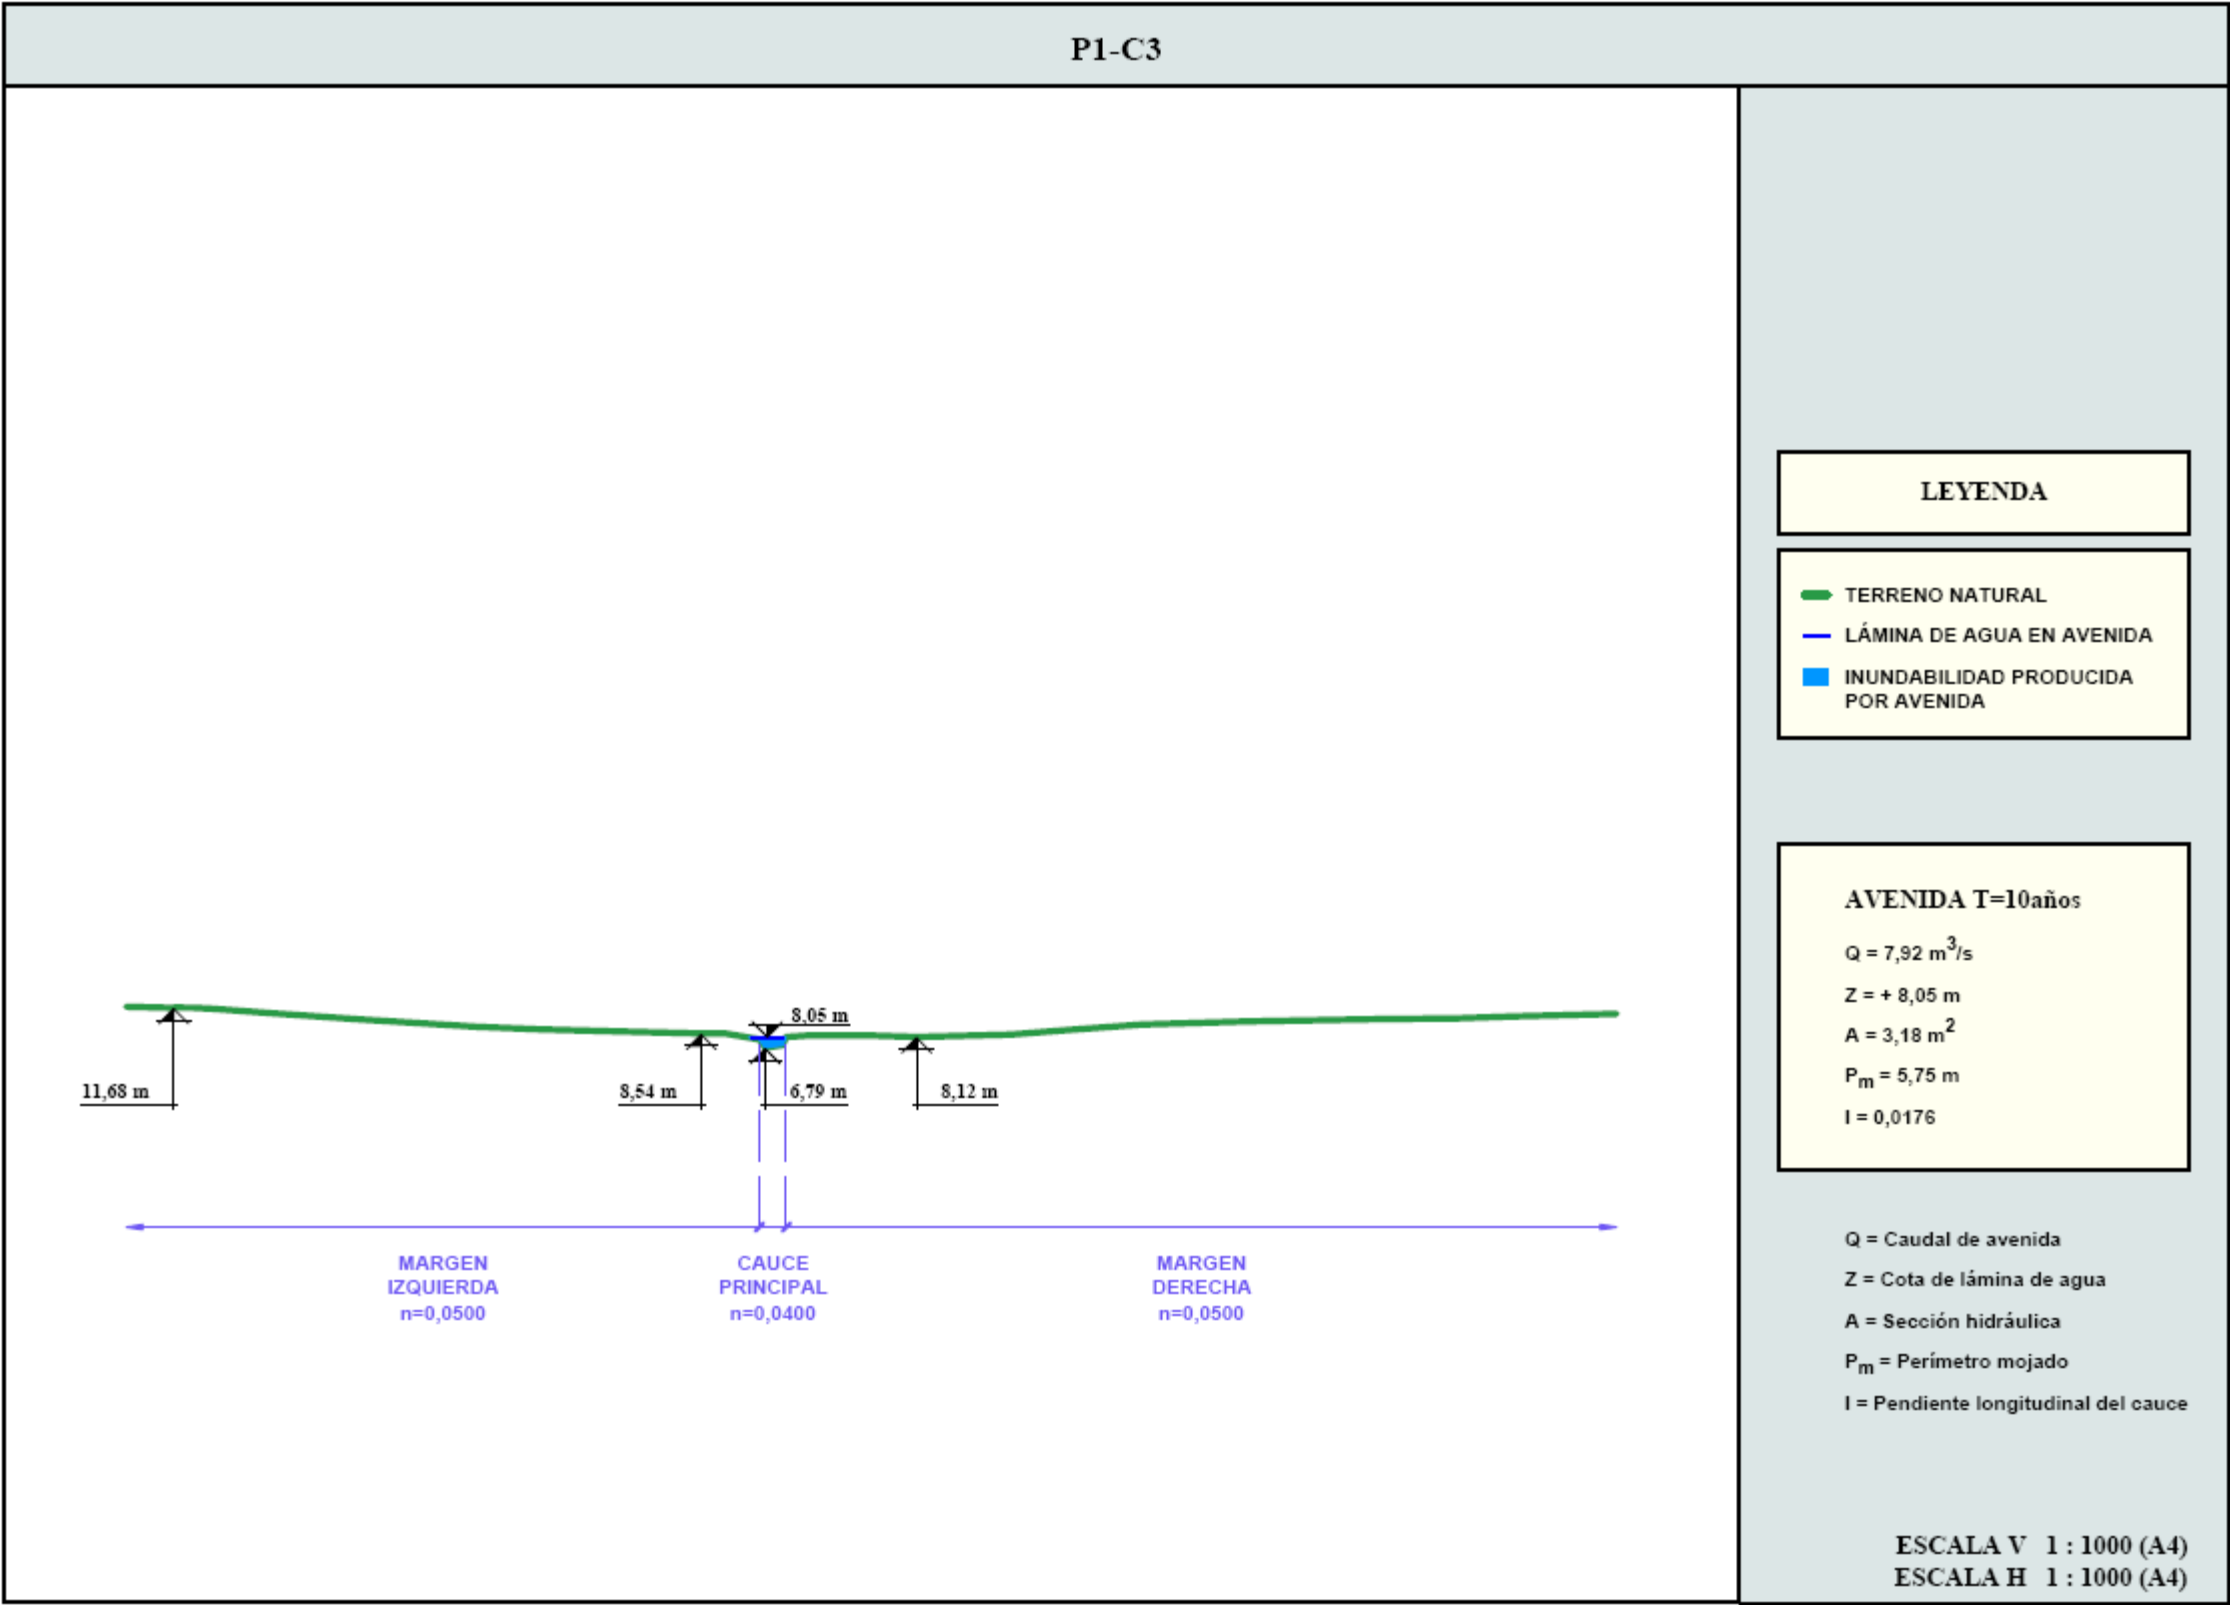 P1-C3
8,05 m
11,68 m
8,54 m
6,79 m
8,12 m
MARGEN
IZQUIERDA
n=0,0500
CAUCE
PRINCIPAL
n=0,0400
MARGEN
DERECHA
n=0,0500
LEYENDA
TERRENO NATURAL
LÁMINA DE AGUA EN AVENIDA
INUNDABILIDAD PRODUCIDA
POR AVENIDA
AVENIDA T=10años
Q = 7,92 m³/s
Z = + 8,05 m
A = 3,18 m²
Pm = 5,75 m
I = 0,0176
Q = Caudal de avenida
Z = Cota de lámina de agua
A = Sección hidráulica
Pm = Perímetro mojado
I = Pendiente longitudinal del cauce
ESCALA V 1 : 1000 (A4)
ESCALA H 1 : 1000 (A4)